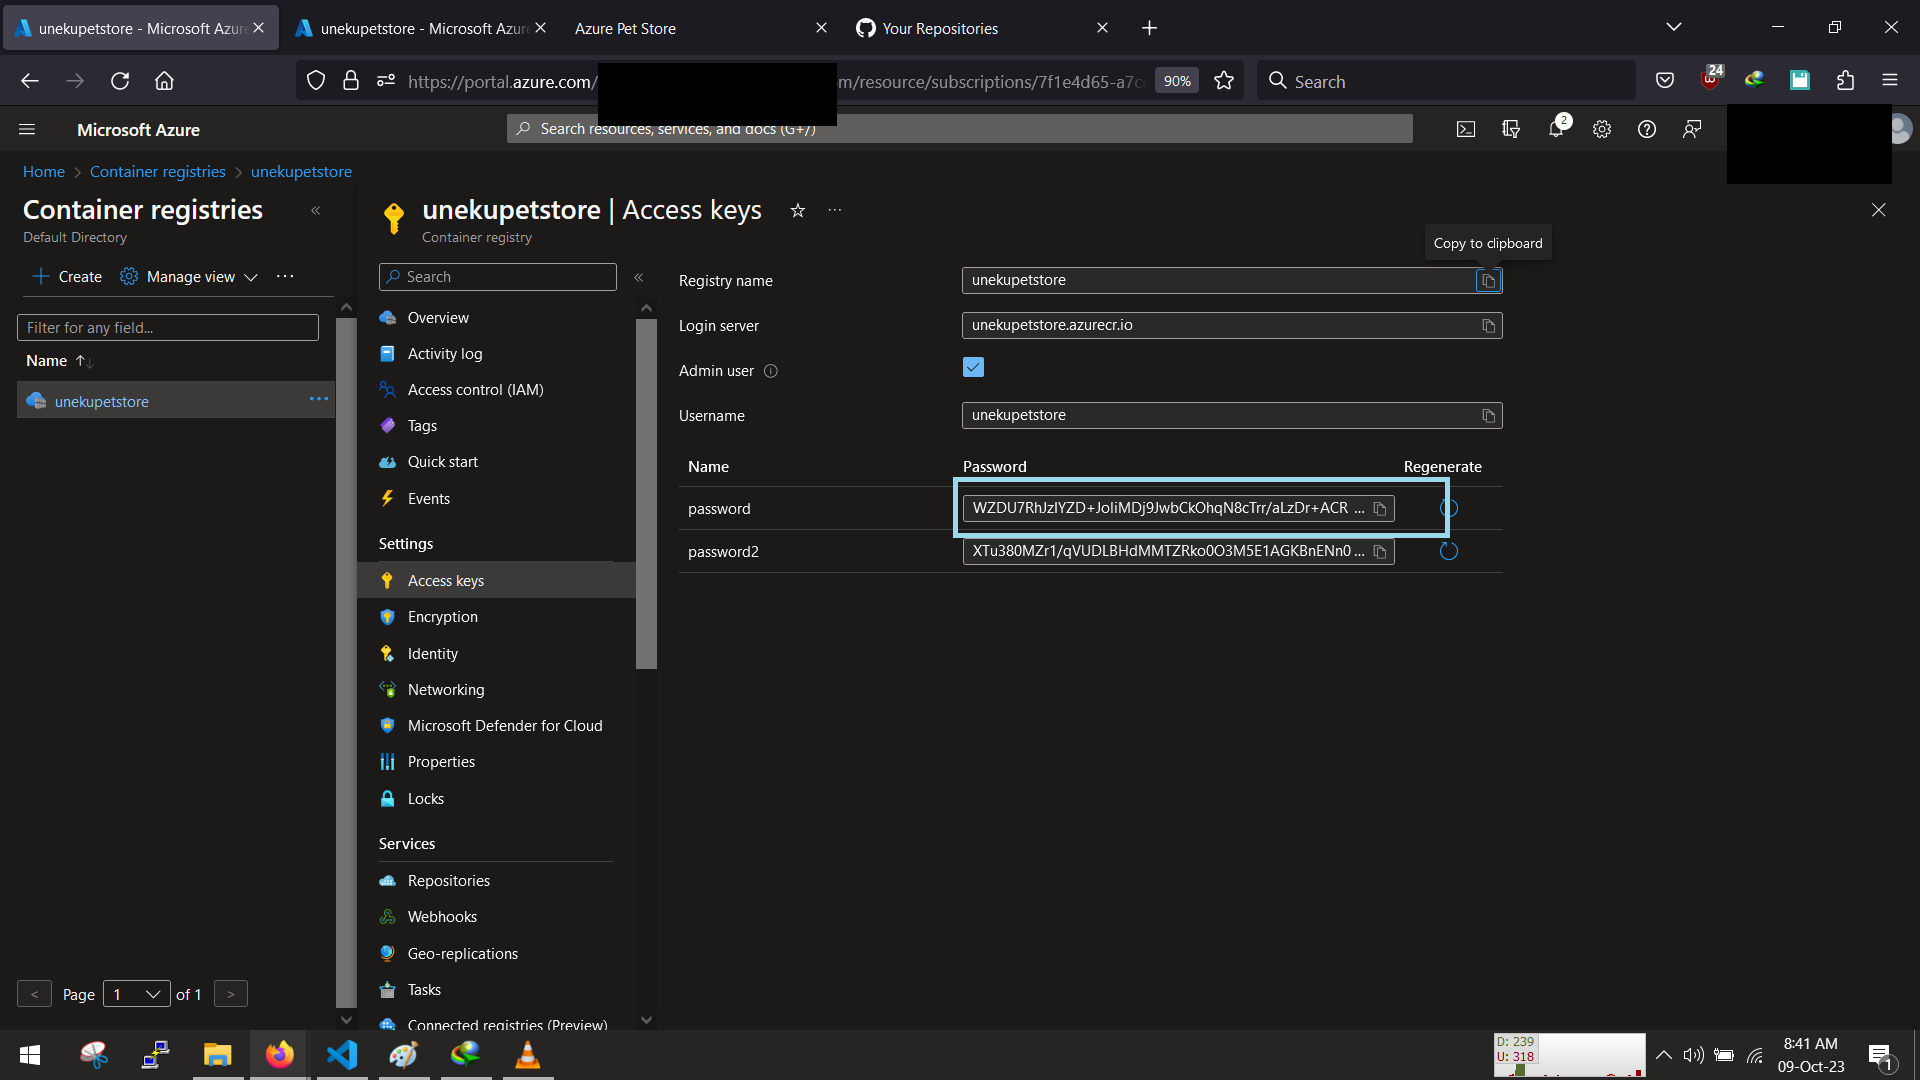 unekupetstore - Microsoft Azure
unekupetstore - Microsoft Azure
Azure Pet Store
Your Repositories
https://portal.azure.com/
m/resource/subscriptions/7f1e4d65-a7c
90%
Search
24
Microsoft Azure
Search resources, services, and docs (G+/)
2
Home > Container registries > unekupetstore
Container registries
Default Directory
Create
Manage view
Filter for any field...
Name
unekupetstore
Page 1 of 1
unekupetstore | Access keys
Container registry
Search
Overview
Activity log
Access control (IAM)
Tags
Quick start
Events
Settings
Access keys
Encryption
Identity
Networking
Microsoft Defender for Cloud
Properties
Locks
Services
Repositories
Webhooks
Geo-replications
Tasks
Connected registries (Preview)
Copy to clipboard
Registry name
unekupetstore
Login server
unekupetstore.azurecr.io
Admin user
Username
unekupetstore
Name Password Regenerate
password WZDU7RhJzIYZD+JoIiMDj9JwbCkOhqN8cTrr/aLzDr+ACR ...
password2 XTu380MZr1/qVUDLBHdMMTZRko0O3M5E1AGKBnENn0 ...
D: 239
U: 318
8:41 AM
09-Oct-23
1